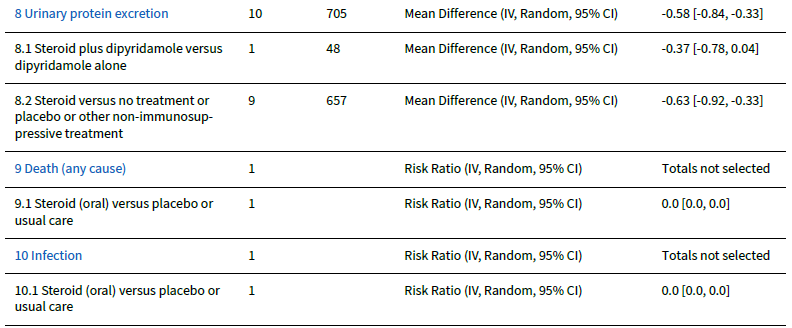 8 Urinary protein excretion 10 705 Mean Difference (IV, Random, 95% CI) -0.58 [-0.84, -0.33]
8.1 Steroid plus dipyridamole versus 1 48 Mean Difference (IV, Random, 95% CI) -0.37 [-0.78, 0.04]
dipyridamole alone
8.2 Steroid versus no treatment or 9 657 Mean Difference (IV, Random, 95% CI) -0.63 [-0.92, -0.33]
placebo or other non-immunosup-
pressive treatment
9 Death (any cause) 1 Risk Ratio (IV, Random, 95% CI) Totals not selected
9.1 Steroid (oral) versus placebo or 1 Risk Ratio (IV, Random, 95% CI) 0.0 [0.0, 0.0]
usual care
10 Infection 1 Risk Ratio (IV, Random, 95% CI) Totals not selected
10.1 Steroid (oral) versus placebo or 1 Risk Ratio (IV, Random, 95% CI) 0.0 [0.0, 0.0]
usual care